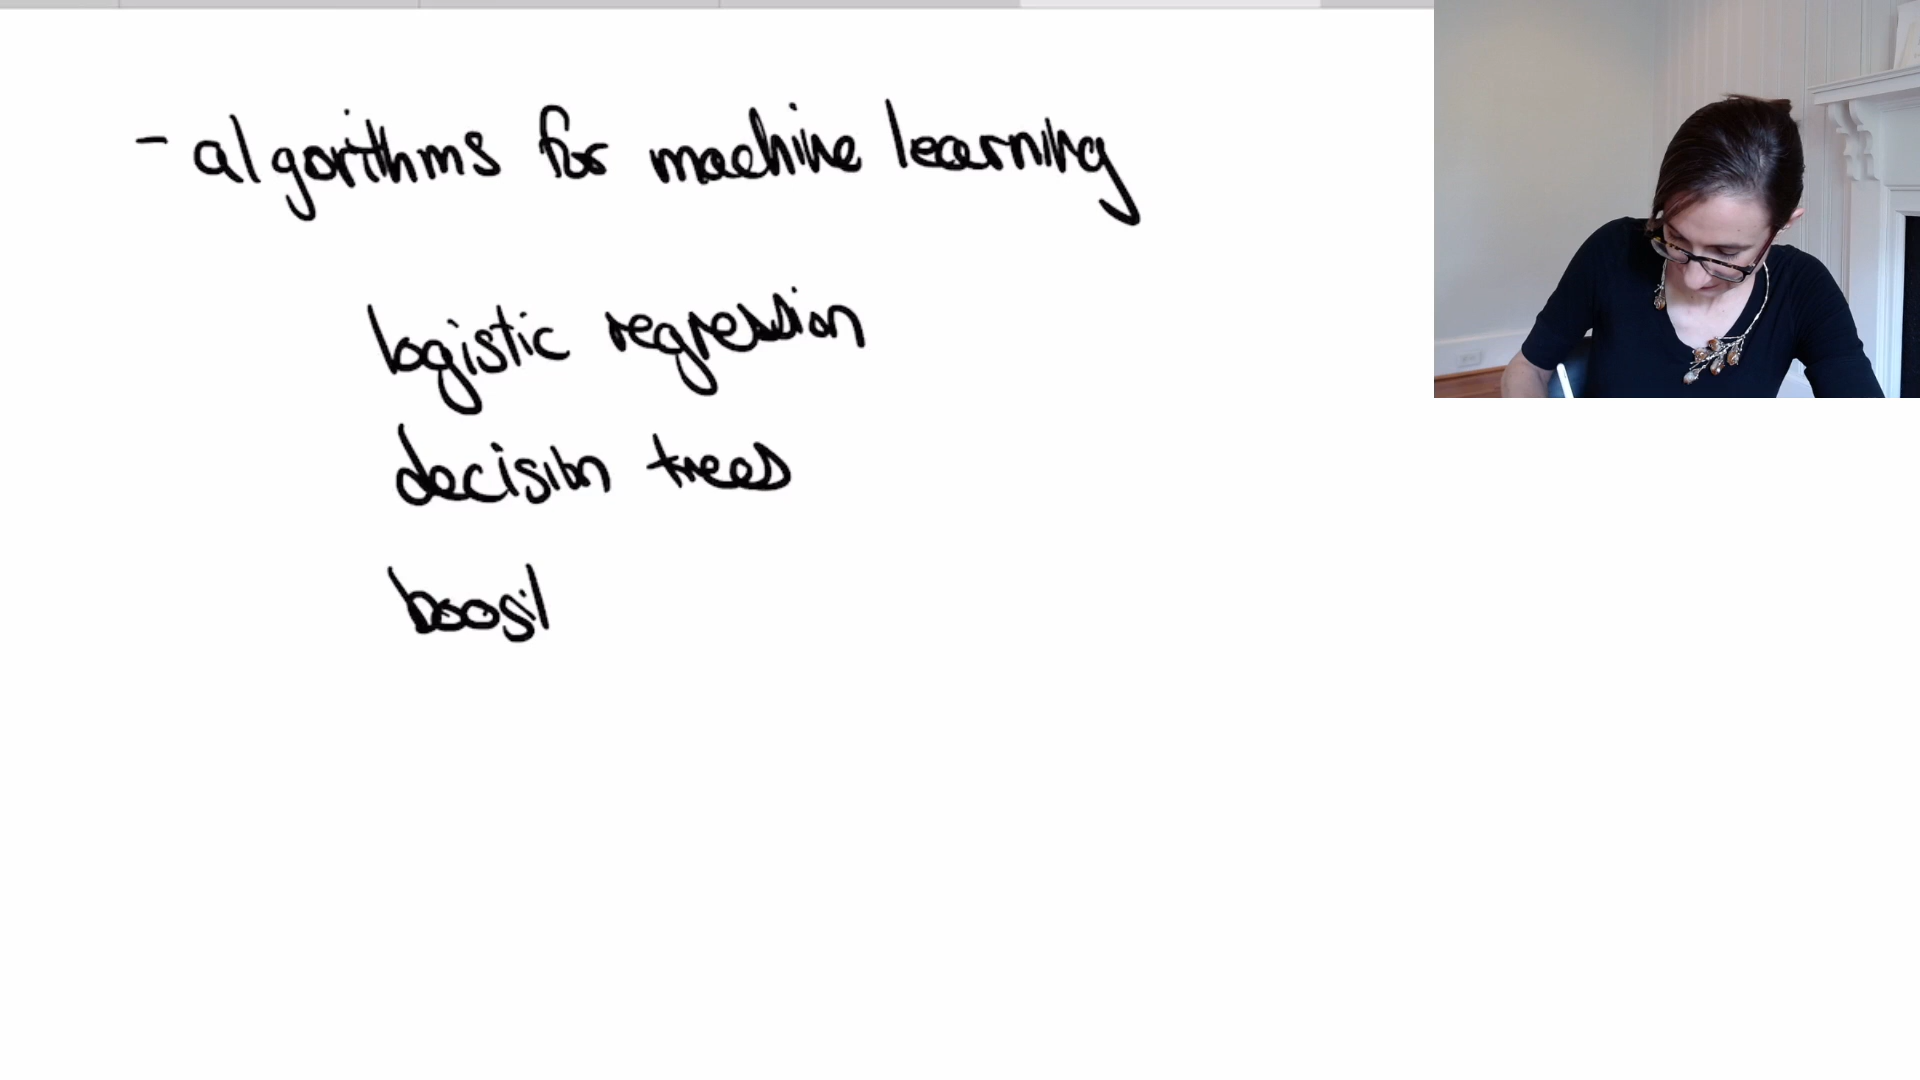 - algorithms for machine learning
logistic regression
decision trees
boost